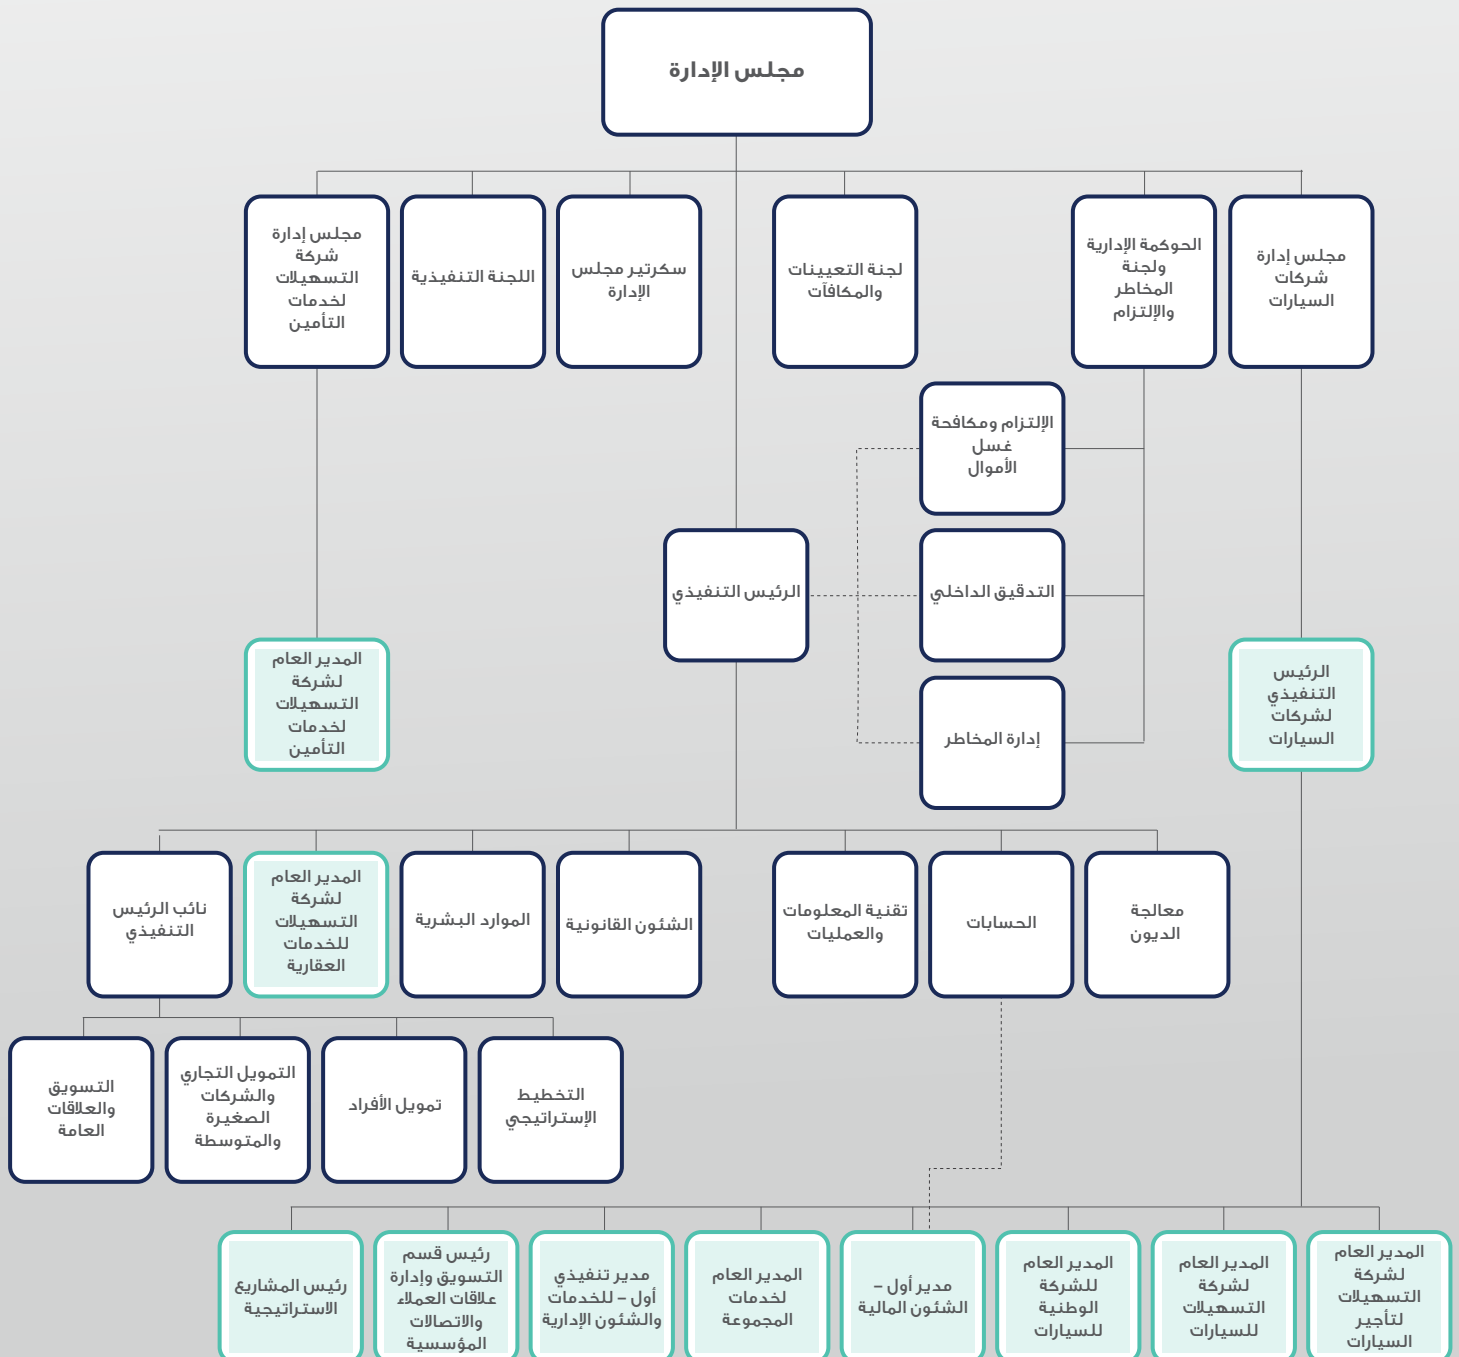 مجلس الإدارة
مجلس إدارة
شركات
السيارات
الحوكمة الإدارية
ولجنة
المخاطر
والإلتزام
لجنة التعيينات
والمكافآت
سكرتير مجلس
الإدارة
اللجنة التنفيذية
مجلس إدارة
شركة
التسهيلات
لخدمات
التأمين
الإلتزام ومكافحة
غسل
الأموال
التدقيق الداخلي
الرئيس التنفيذي
إدارة المخاطر
الرئيس
التنفيذي
لشركات
السيارات
المدير العام
لشركة
التسهيلات
لخدمات
التأمين
معالجة
الديون
الحسابات
تقنية المعلومات
والعمليات
الشئون القانونية
الموارد البشرية
المدير العام
لشركة
التسهيلات
للخدمات
العقارية
نائب الرئيس
التنفيذي
التخطيط
الإستراتيجي
تمويل الأفراد
التمويل التجاري
والشركات
الصغيرة
والمتوسطة
التسويق
والعلاقات
العامة
المدير العام
لشركة
التسهيلات
لتأجير
السيارات
المدير العام
لشركة
التسهيلات
للسيارات
المدير العام
للشركة
الوطنية
للسيارات
مدير أول –
الشئون المالية
المدير العام
لخدمات
المجموعة
مدير تنفيذي
أول – للخدمات
والشئون الإدارية
رئيس قسم
التسويق وإدارة
علاقات العملاء
والاتصالات
المؤسسية
رئيس المشاريع
الاستراتيجية